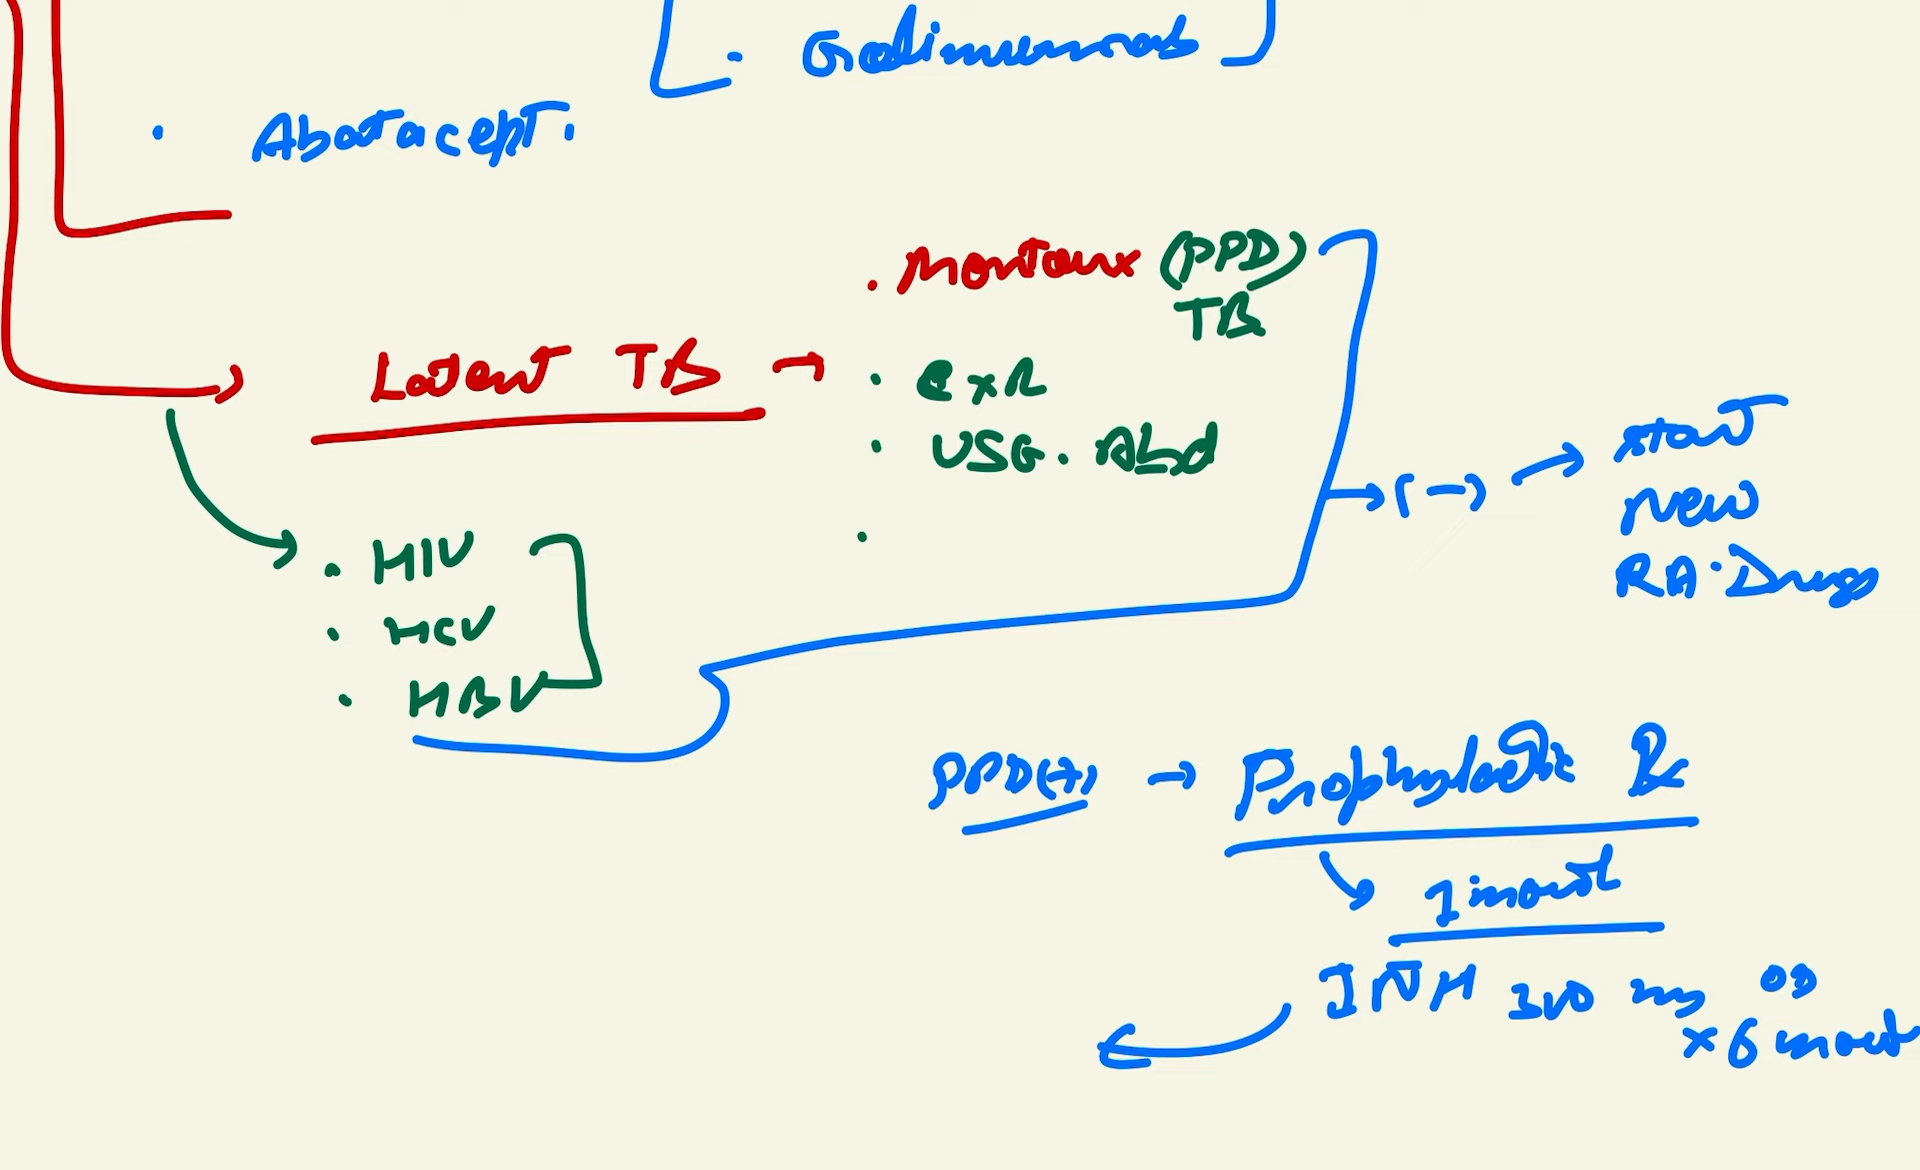 . Golimumab
. Abatacept.
. Montoux (PPD)
TB
Latent TB →
. CXR
. USG. Abd
→ (-) → start
New
RA. Drugs
. HIV
. HCV
. HBV
PPD(+) → Prophylactic Rx
1 month
INH 300 mg OD
x 6 month